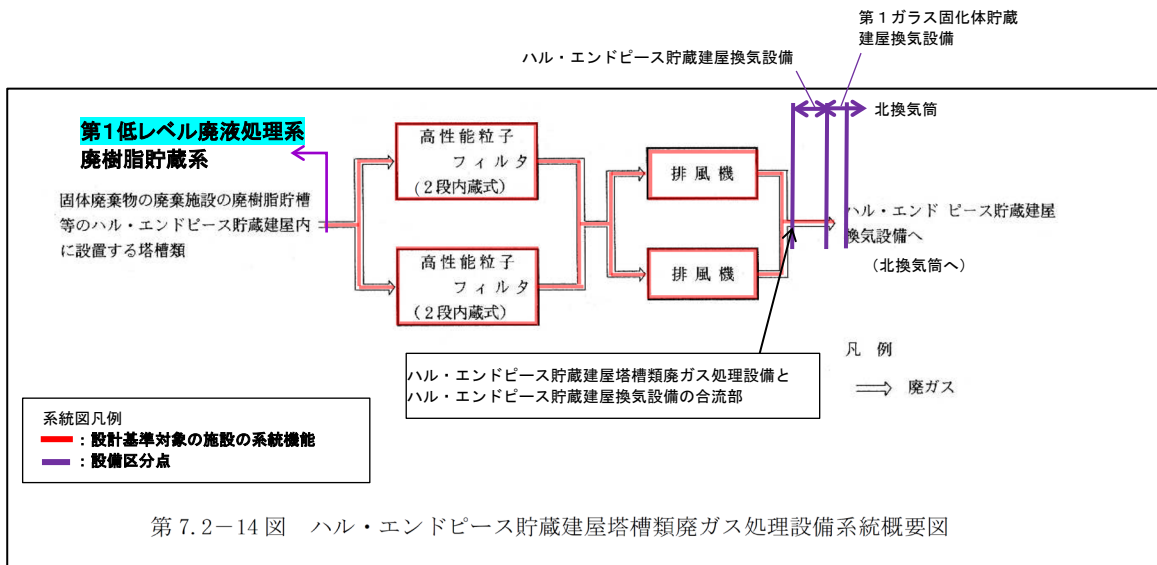 第１ガラス固化体貯蔵
建屋換気設備
ハル・エンドピース貯蔵建屋換気設備
北換気筒
第1低レベル廃液処理系
廃樹脂貯蔵系
固体廃棄物の廃棄施設の廃樹脂貯槽
等のハル・エンドピース貯蔵建屋内
に設置する塔槽類
高性能粒子
フィルタ
(２段内蔵式)
高性能粒子
フィルタ
(２段内蔵式)
排風機
排風機
ハル・エンド ピース貯蔵建屋
換気設備へ
（北換気筒へ）
ハル・エンドピース貯蔵建屋塔槽類廃ガス処理設備と
ハル・エンドピース貯蔵建屋換気設備の合流部
凡 例
廃ガス
系統図凡例
：設計基準対象の施設の系統機能
：設備区分点
第 7.2－14 図　ハル・エンドピース貯蔵建屋塔槽類廃ガス処理設備系統概要図